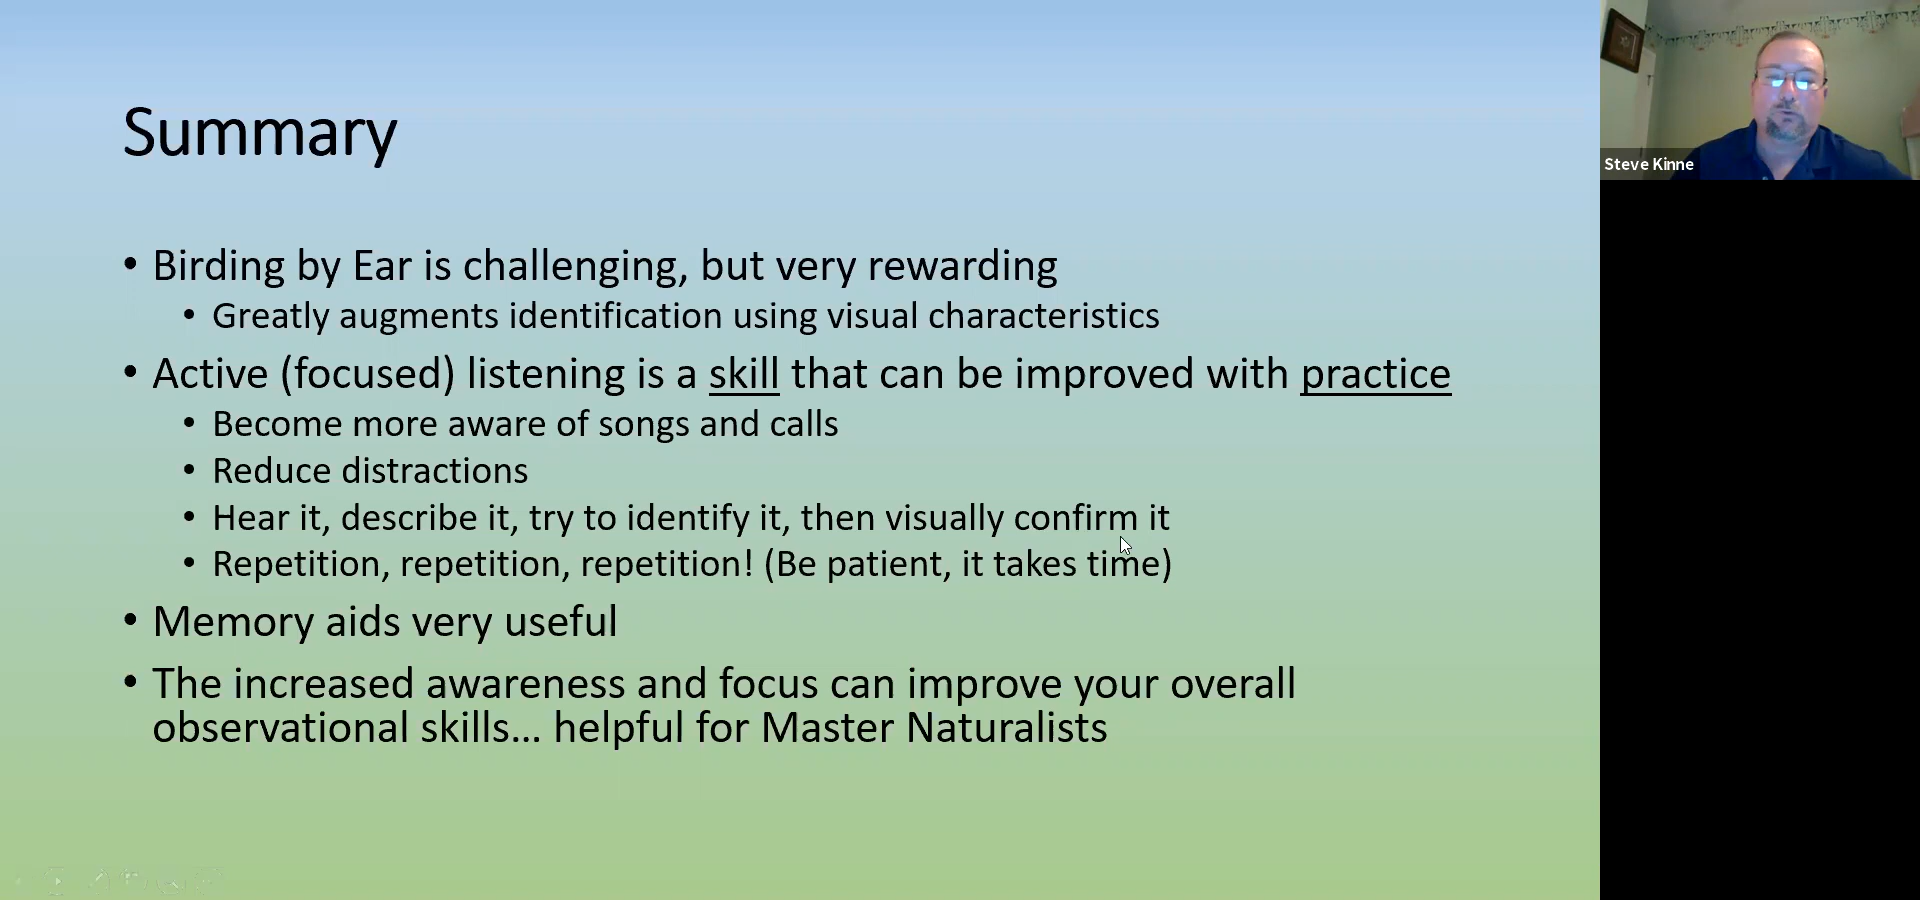 Summary
• Birding by Ear is challenging, but very rewarding
• Greatly augments identification using visual characteristics
• Active (focused) listening is a skill that can be improved with practice
• Become more aware of songs and calls
• Reduce distractions
• Hear it, describe it, try to identify it, then visually confirm it
• Repetition, repetition, repetition! (Be patient, it takes time)
• Memory aids very useful
• The increased awareness and focus can improve your overall
observational skills... helpful for Master Naturalists
Steve Kinne